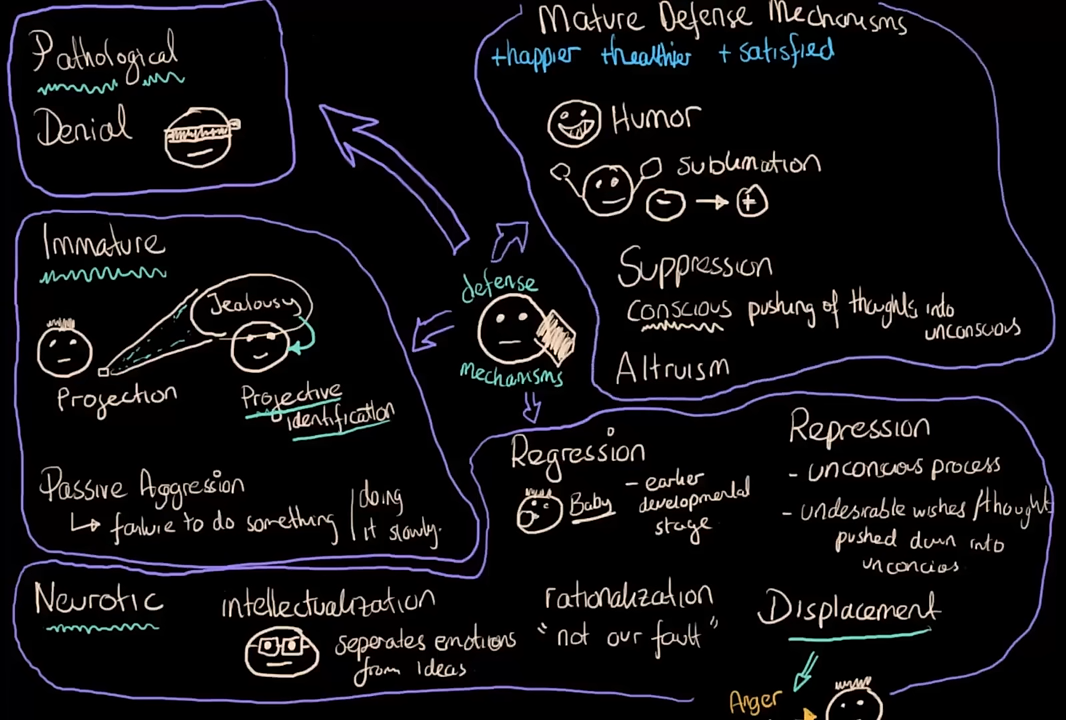 Pathological
Denial
Mature Defense Mechanisms
+happier +healthier + satisfied
Humor
Sublimation
- → +
Suppression
conscious pushing of thoughts into
unconscious
Altruism
defense
mechanisms
Immature
Jealousy
Projection
Projective
identification
Passive Aggression
↳ failure to do something / doing
it slowly.
Regression
Baby
- earlier
developmental
stage
Repression
- unconcious process
- undesirable wishes / thought
pushed down into
unconcios
Neurotic
intellectualization
seperates emotions
from ideas
rationalization
"not our fault"
Displacement
Anger